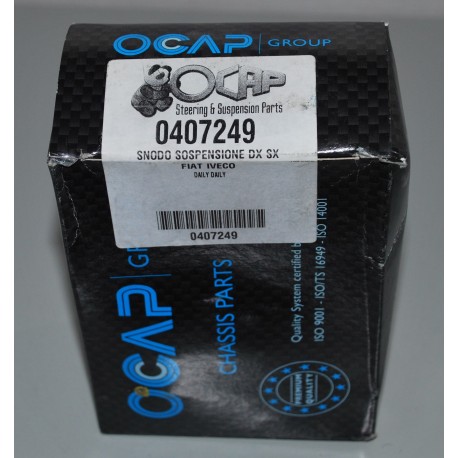 OCAP GROUP
OCAP
Steering & Suspension Parts
0407249
SNODO SOSPENSIONE DX SX
FIAT IVECO
DAILY DAILY
0407249
OCAP GROUP
CHASSIS PARTS
Quality System certified b
ISO 9001 - ISO/TS 16949 - ISO 14001
PREMIUM
QUALITY